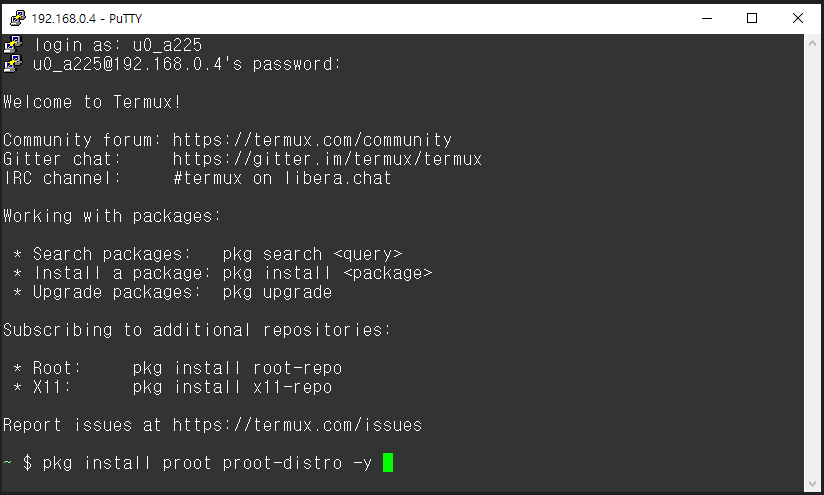 192.168.0.4 - PuTTY
login as: u0_a225
u0_a225@192.168.0.4's password:
Welcome to Termux!
Community forum: https://termux.com/community
Gitter chat:     https://gitter.im/termux/termux
IRC channel:     #termux on libera.chat
Working with packages:
* Search packages:   pkg search <query>
* Install a package: pkg install <package>
* Upgrade packages:  pkg upgrade
Subscribing to additional repositories:
* Root:     pkg install root-repo
* X11:      pkg install x11-repo
Report issues at https://termux.com/issues
~ $ pkg install proot proot-distro -y